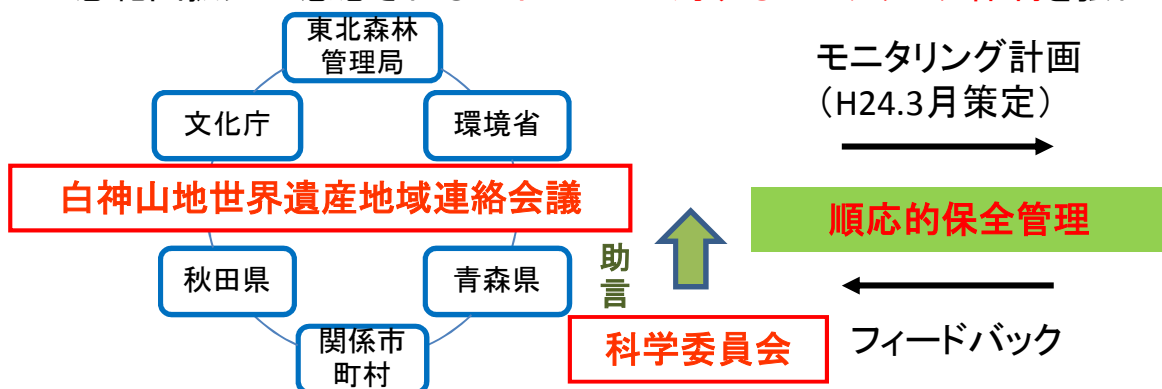 東北森林
管理局
文化庁
環境省
白神山地世界遺産地域連絡会議
秋田県
青森県
関係市
町村
助
言
科学委員会
モニタリング計画
（H24.3月策定）
順応的保全管理
フィードバック